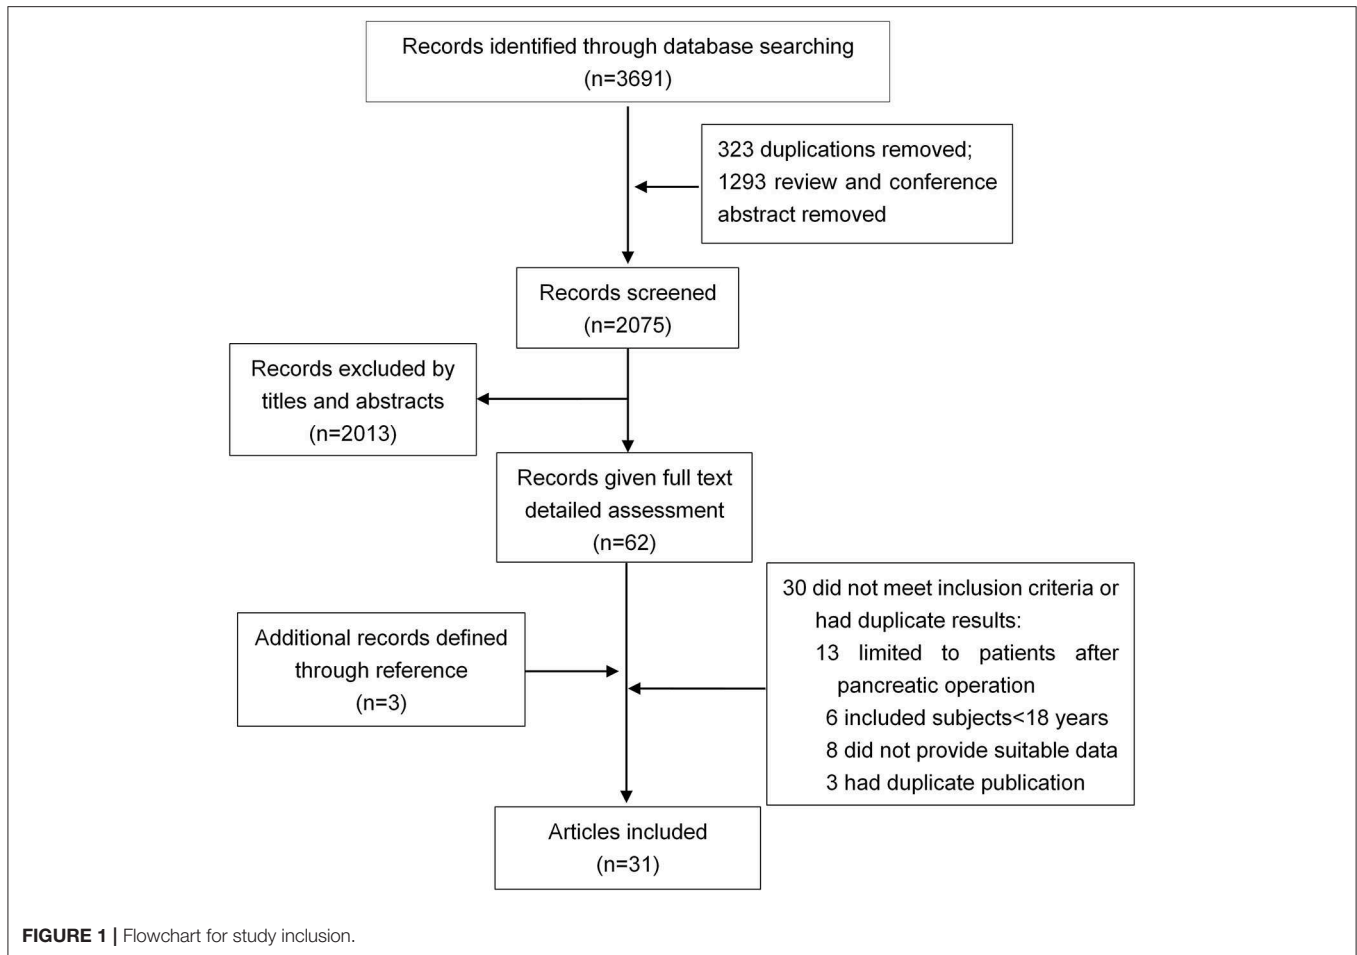 Records identified through database searching
(n=3691)
323 duplications removed;
1293 review and conference
abstract removed
Records screened
(n=2075)
Records excluded by
titles and abstracts
(n=2013)
Records given full text
detailed assessment
(n=62)
Additional records defined
through reference
(n=3)
30 did not meet inclusion criteria or
had duplicate results:
13 limited to patients after
pancreatic operation
6 included subjects<18 years
8 did not provide suitable data
3 had duplicate publication
Articles included
(n=31)
FIGURE 1 | Flowchart for study inclusion.